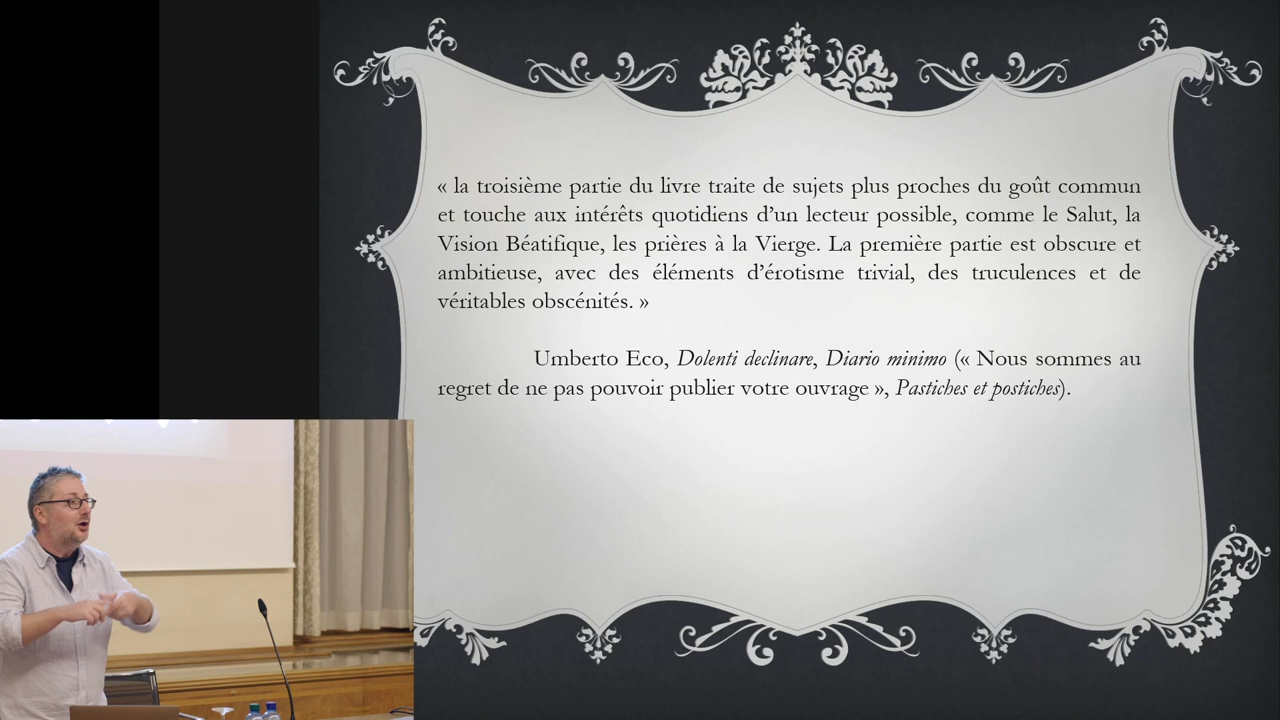 « la troisième partie du livre traite de sujets plus proches du goût commun
et touche aux intérêts quotidiens d’un lecteur possible, comme le Salut, la
Vision Béatifique, les prières à la Vierge. La première partie est obscure et
ambitieuse, avec des éléments d’érotisme trivial, des truculences et de
véritables obscénités. »
Umberto Eco, Dolenti declinare, Diario minimo (« Nous sommes au
regret de ne pas pouvoir publier votre ouvrage », Pastiches et postiches).